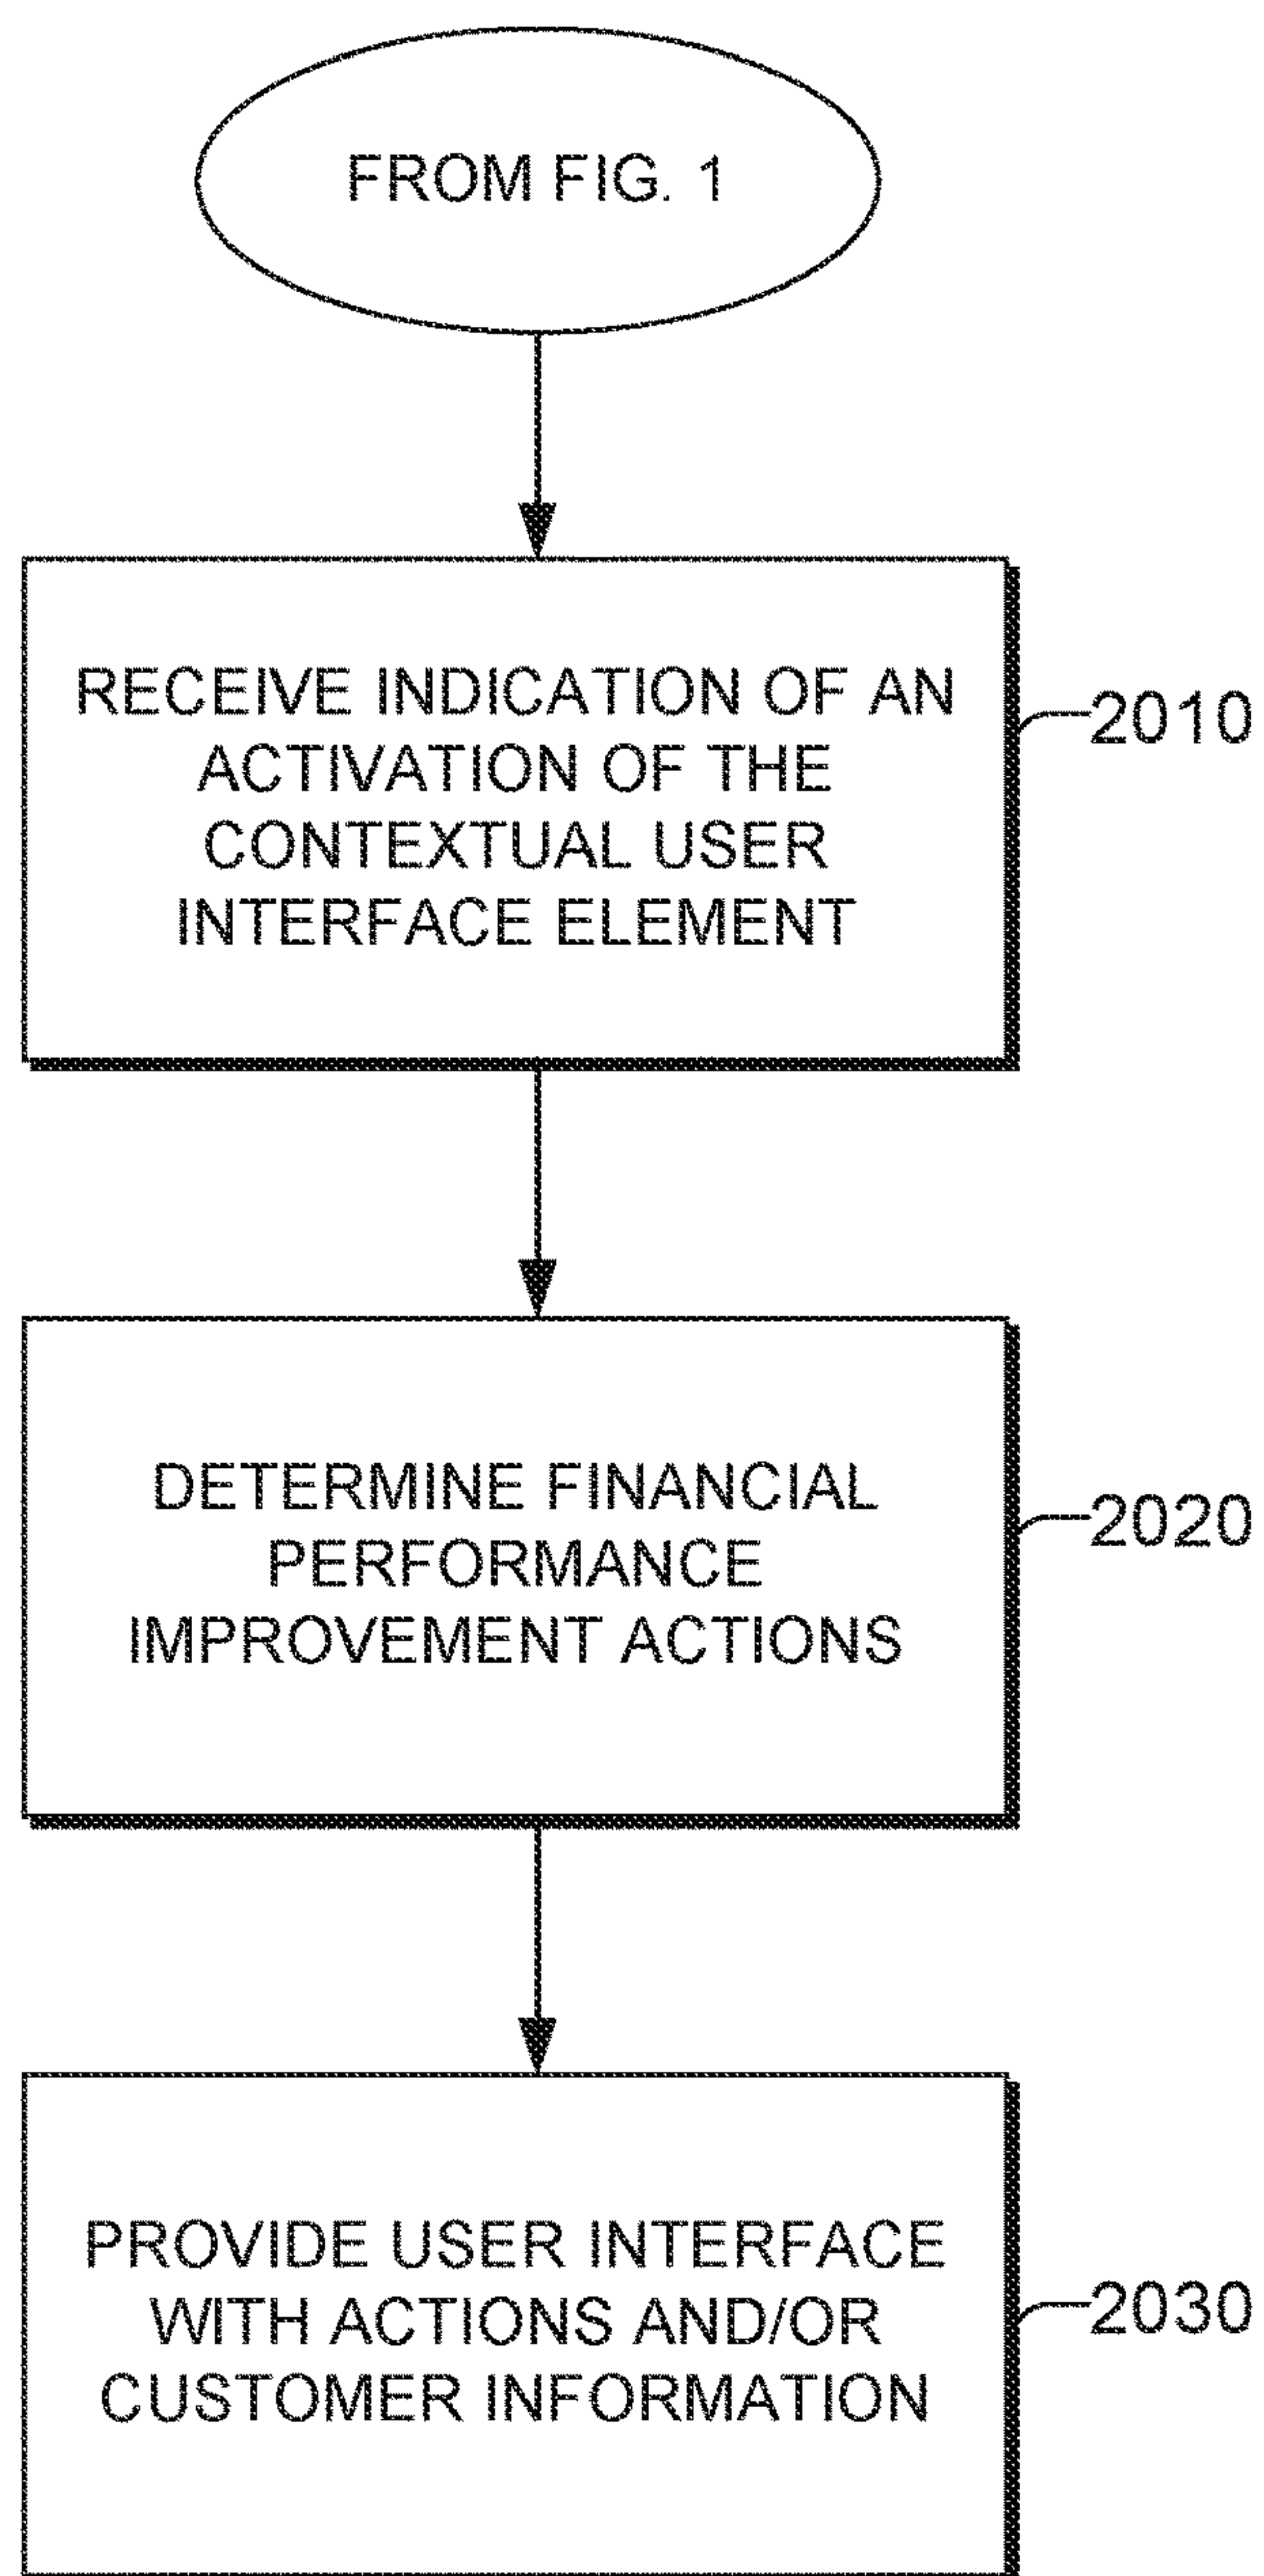 FROM FIG. 1
RECEIVE INDICATION OF AN
ACTIVATION OF THE
CONTEXTUAL USER
INTERFACE ELEMENT
2010
DETERMINE FINANCIAL
PERFORMANCE
IMPROVEMENT ACTIONS
2020
PROVIDE USER INTERFACE
WITH ACTIONS AND/OR
CUSTOMER INFORMATION
2030